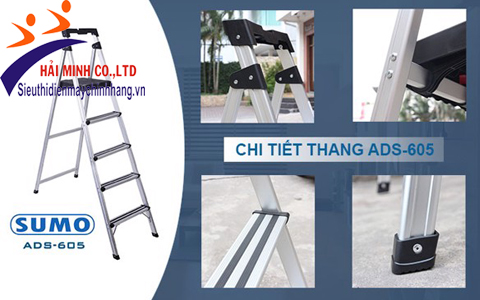 HẢI MINH CO.,LTD
Sieuthidienmaychinhhang.vn
CHI TIẾT THANG ADS-605
SUMO
ADS-605